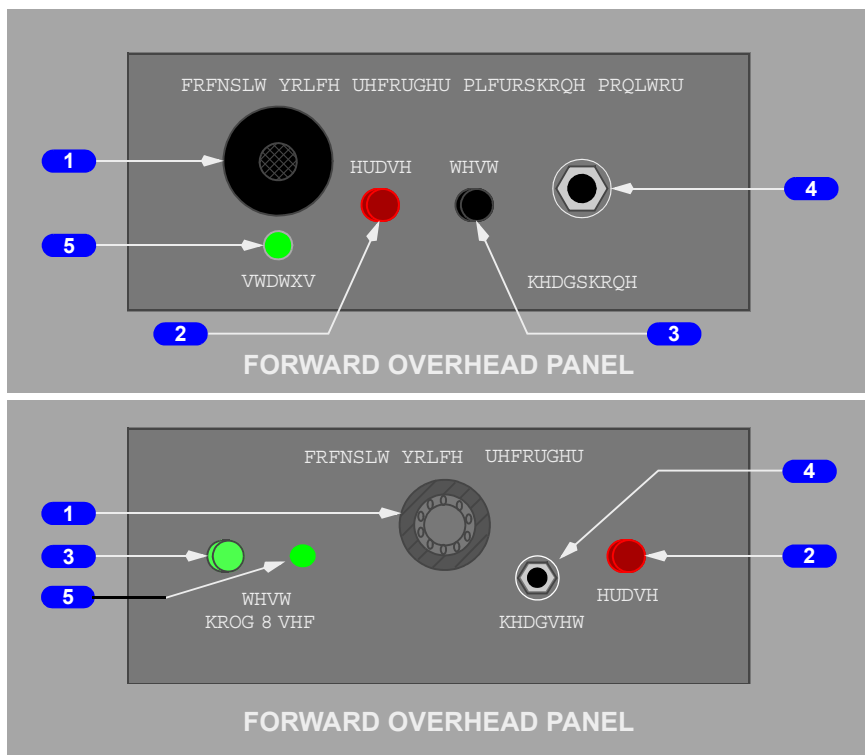 FRFNSLW YRLFH UHFRUGHU PLFURSKRQH PRQLWRU
1
HUDVH WHVW
4
5
VWDWXV KHDGSKRQH
2 3
FORWARD OVERHEAD PANEL
FRFNSLW YRLFH UHFRUGHU
4
1
3 2
5
WHVW HUDVH
KROG 8 VHF KHDGVHW
FORWARD OVERHEAD PANEL